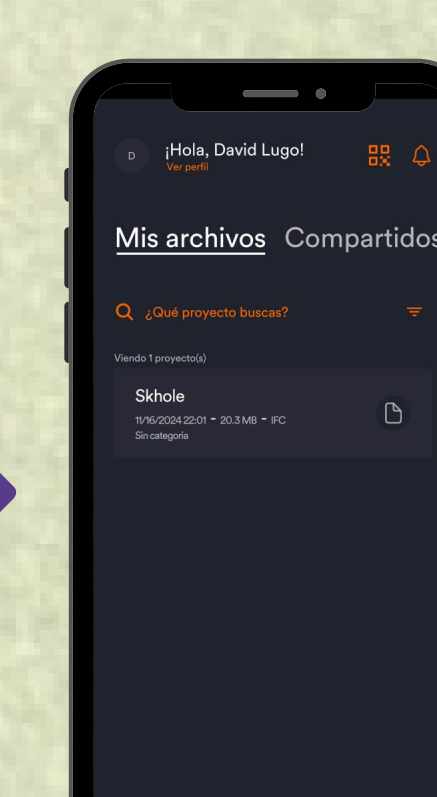 D
¡Hola, David Lugo!
Ver perfil
Mis archivos Compartidos
¿Qué proyecto buscas?
Viendo 1 proyecto(s)
Skhole
11/16/2024 22:01 - 20.3 MB - IFC
Sin categoria